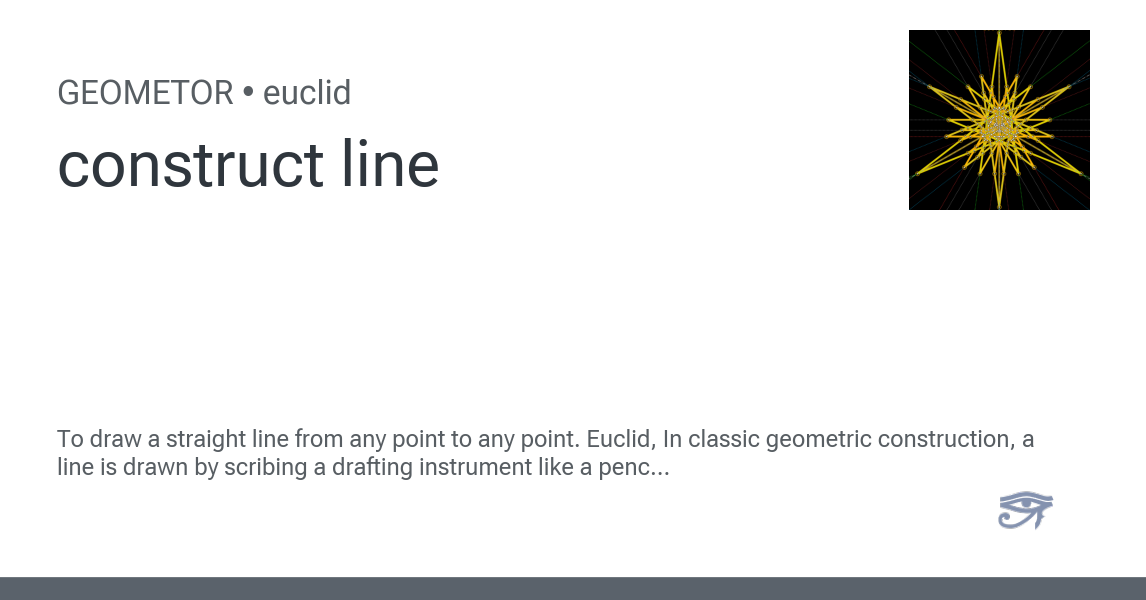 GEOMETOR • euclid
construct line
To draw a straight line from any point to any point. Euclid, In classic geometric construction, a
line is drawn by scribing a drafting instrument like a penc...